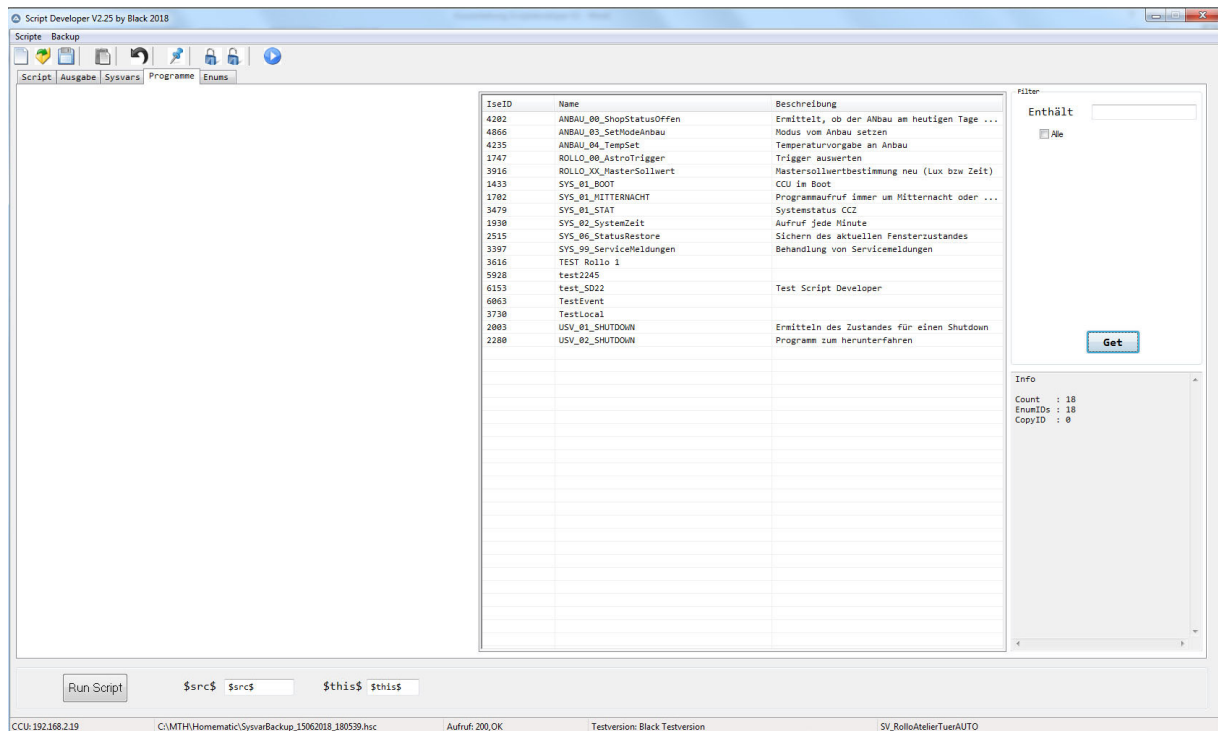 Script Developer V2.25 by Black 2018
Scripte Backup
Script Ausgabe Sysvars Programme Enums
IseID Name Beschreibung
4202 ANBAU_00_ShopStatusOffen Ermittelt, ob der ANbau am heutigen Tage ...
4866 ANBAU_03_SetModeAnbau Modus vom Anbau setzen
4235 ANBAU_04_TempSet Temperaturvorgabe an Anbau
1747 ROLLO_00_AstroTrigger Trigger auswerten
3916 ROLLO_XX_MasterSollwert Mastersollwertbestimmung neu (Lux bzw Zeit)
1433 SYS_01_BOOT CCU im Boot
1702 SYS_01_MITTERNACHT Programmaufruf immer um Mitternacht oder ...
3479 SYS_01_STAT Systemstatus CCZ
1930 SYS_02_SystemZeit Aufruf jede Minute
2515 SYS_06_StatusRestore Sichern des aktuellen Fensterzustandes
3397 SYS_99_ServiceMeldungen Behandlung von Servicemeldungen
3616 TEST Rollo 1
5928 test2245
6153 test_SD22 Test Script Developer
6063 TestEvent
3730 TestLocal
2003 USV_01_SHUTDOWN Ermitteln des Zustandes für einen Shutdown
2280 USV_02_SHUTDOWN Programm zum herunterfahren
Filter
Enthält
Alle
Get
Info
Count : 18
EnumIDs : 18
CopyID : 0
Run Script $src$ $src$ $this$ $this$
CCU: 192.168.2.19 C:\MTH\Homematic\SysvarBackup_15062018_180539.hsc Aufruf: 200,OK Testversion: Black Testversion SV_RolloAtelierTuerAUTO